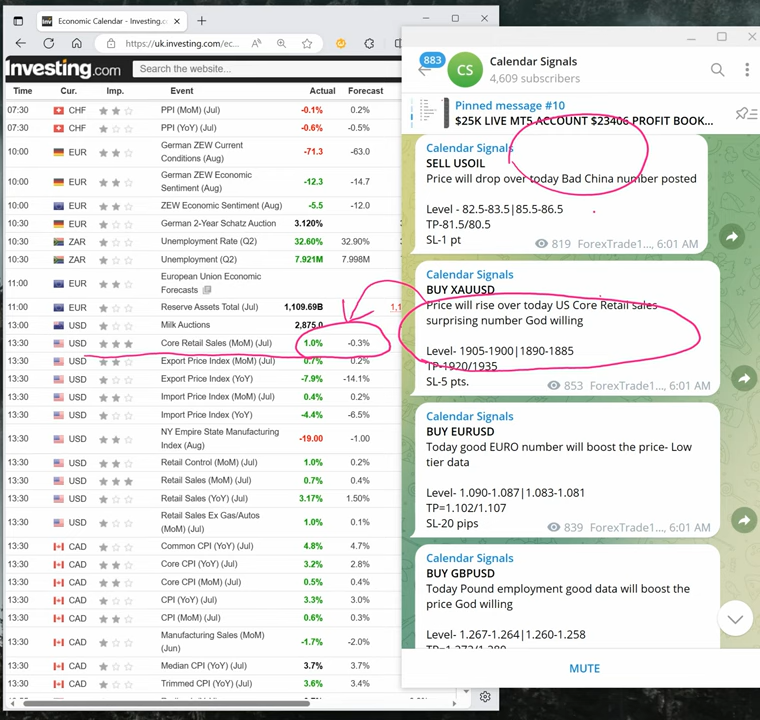 Economic Calendar - Investing.c
https://uk.investing.com/ec...
Investing.com
Search the website...
Time Cur. Imp. Event Actual Forecast
07:30 CHF PPI (MoM) (Jul) -0.1% 0.2%
07:30 CHF PPI (YoY) (Jul) -0.6% -0.5%
10:00 EUR German ZEW Current Conditions (Aug) -71.3 -63.0
10:00 EUR German ZEW Economic Sentiment (Aug) -12.3 -14.7
10:00 EUR ZEW Economic Sentiment (Aug) -5.5 -12.0
10:30 EUR German 2-Year Schatz Auction 3.120%
10:30 ZAR Unemployment Rate (Q2) 32.60% 32.90%
10:30 ZAR Unemployment (Q2) 7.921M 7.998M
11:00 EUR European Union Economic Forecasts
11:00 EUR Reserve Assets Total (Jul) 1,109.69B 1,1
13:00 NZD Milk Auctions 2,875.0
13:30 USD Core Retail Sales (MoM) (Jul) 1.0% -0.3%
13:30 USD Export Price Index (MoM) (Jul) 0.7% 0.2%
13:30 USD Export Price Index (YoY) -7.9% -14.1%
13:30 USD Import Price Index (MoM) (Jul) 0.4% 0.2%
13:30 USD Import Price Index (YoY) -4.4% -6.5%
13:30 USD NY Empire State Manufacturing Index (Aug) -19.00 -1.00
13:30 USD Retail Control (MoM) (Jul) 1.0% 0.2%
13:30 USD Retail Sales (MoM) (Jul) 0.7% 0.4%
13:30 USD Retail Sales (YoY) (Jul) 3.17% 1.50%
13:30 USD Retail Sales Ex Gas/Autos (MoM) (Jul) 1.0% 0.1%
13:30 CAD Common CPI (YoY) (Jul) 4.8% 4.7%
13:30 CAD Core CPI (YoY) (Jul) 3.2% 2.8%
13:30 CAD Core CPI (MoM) (Jul) 0.5% 0.4%
13:30 CAD CPI (YoY) (Jul) 3.3% 3.0%
13:30 CAD CPI (MoM) (Jul) 0.6% 0.3%
13:30 CAD Manufacturing Sales (MoM) (Jun) -1.7% -2.0%
13:30 CAD Median CPI (YoY) (Jul) 3.7% 3.7%
13:30 CAD Trimmed CPI (YoY) (Jul) 3.6% 3.4%
883
CS
Calendar Signals
4,609 subscribers
Pinned message #10
$25K LIVE MT5 ACCOUNT $23406 PROFIT BOOK...
Calendar Signals
SELL USOIL
Price will drop over today Bad China number posted
Level - 82.5-83.5|85.5-86.5
TP-81.5/80.5
SL-1 pt
819 ForexTrade1..., 6:01 AM
Calendar Signals
BUY XAUUSD
Price will rise over today US Core Retail sales
surprising number God willing
Level- 1905-1900|1890-1885
TP-1920/1935
SL-5 pts.
853 ForexTrade1..., 6:01 AM
Calendar Signals
BUY EURUSD
Today good EURO number will boost the price- Low
tier data
Level- 1.090-1.087|1.083-1.081
TP=1.102/1.107
SL-20 pips
839 ForexTrade1..., 6:01 AM
Calendar Signals
BUY GBPUSD
Today Pound employment good data will boost the
price God willing
Level- 1.267-1.264|1.260-1.258
MUTE